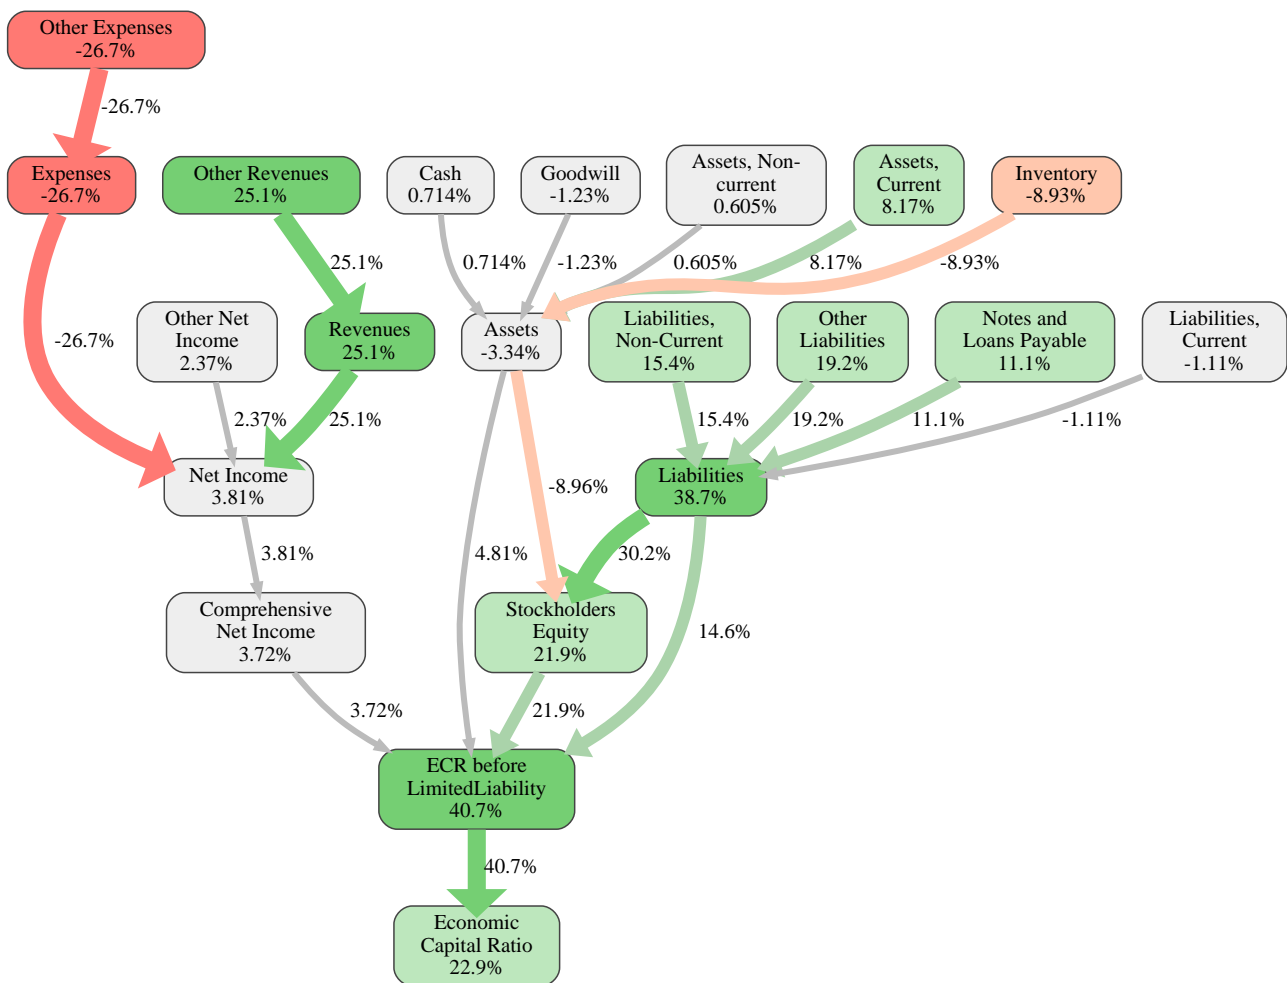 Other Expenses
-26.7%
-26.7%
Expenses
-26.7%
Other Revenues
25.1%
Cash
0.714%
Goodwill
-1.23%
Assets, Non-
current
0.605%
Assets,
Current
8.17%
Inventory
-8.93%
25.1%
0.714%
-1.23%
0.605%
8.17%
-8.93%
-26.7%
Other Net
Income
2.37%
Revenues
25.1%
Assets
-3.34%
Liabilities,
Non-Current
15.4%
Other
Liabilities
19.2%
Notes and
Loans Payable
11.1%
Liabilities,
Current
-1.11%
2.37%
25.1%
15.4%
19.2%
11.1%
-1.11%
Net Income
3.81%
-8.96%
Liabilities
38.7%
3.81%
4.81%
30.2%
Comprehensive
Net Income
3.72%
Stockholders
Equity
21.9%
14.6%
3.72%
21.9%
ECR before
LimitedLiability
40.7%
40.7%
Economic
Capital Ratio
22.9%